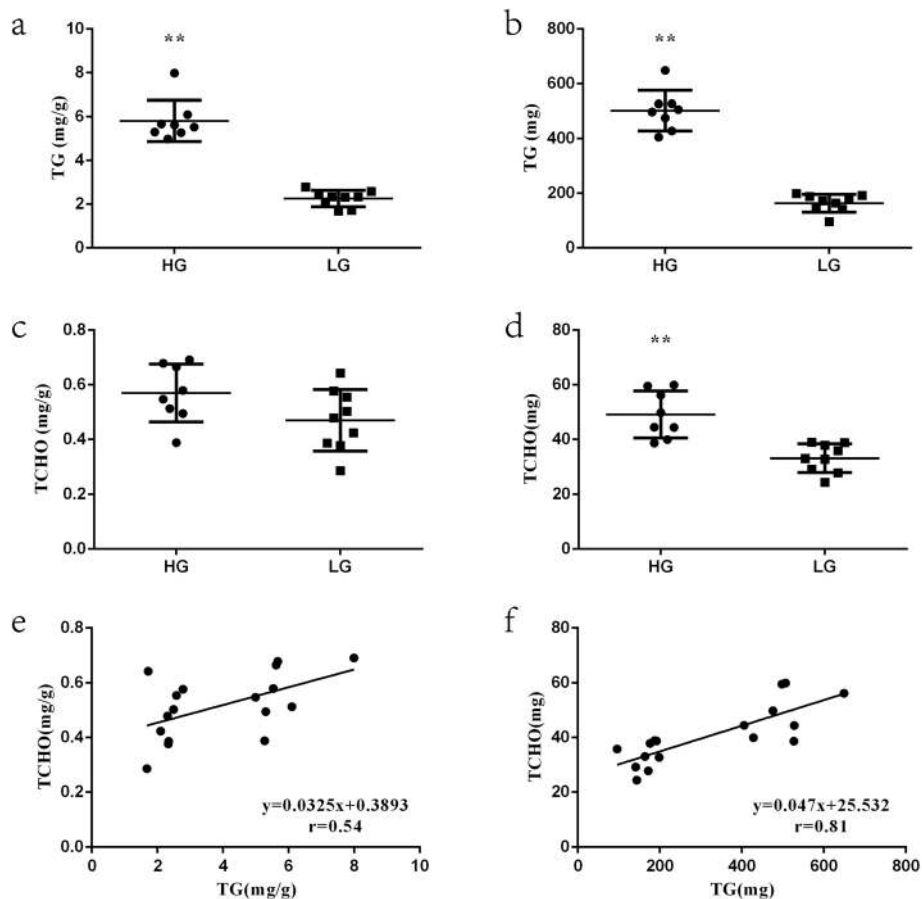 a
**
TG (mg/g)
10
8
6
4
2
0
HG
LG
b
**
TG (mg)
800
600
400
200
0
HG
LG
c
TCHO (mg/g)
0.8
0.6
0.4
0.2
0.0
HG
LG
d
**
TCHO(mg)
80
60
40
20
0
HG
LG
e
TCHO(mg/g)
0.8
0.6
0.4
0.2
0.0
y=0.0325x+0.3893
r=0.54
0 2 4 6 8 10
TG(mg/g)
f
TCHO(mg)
80
60
40
20
0
y=0.047x+25.532
r=0.81
0 200 400 600 800
TG(mg)